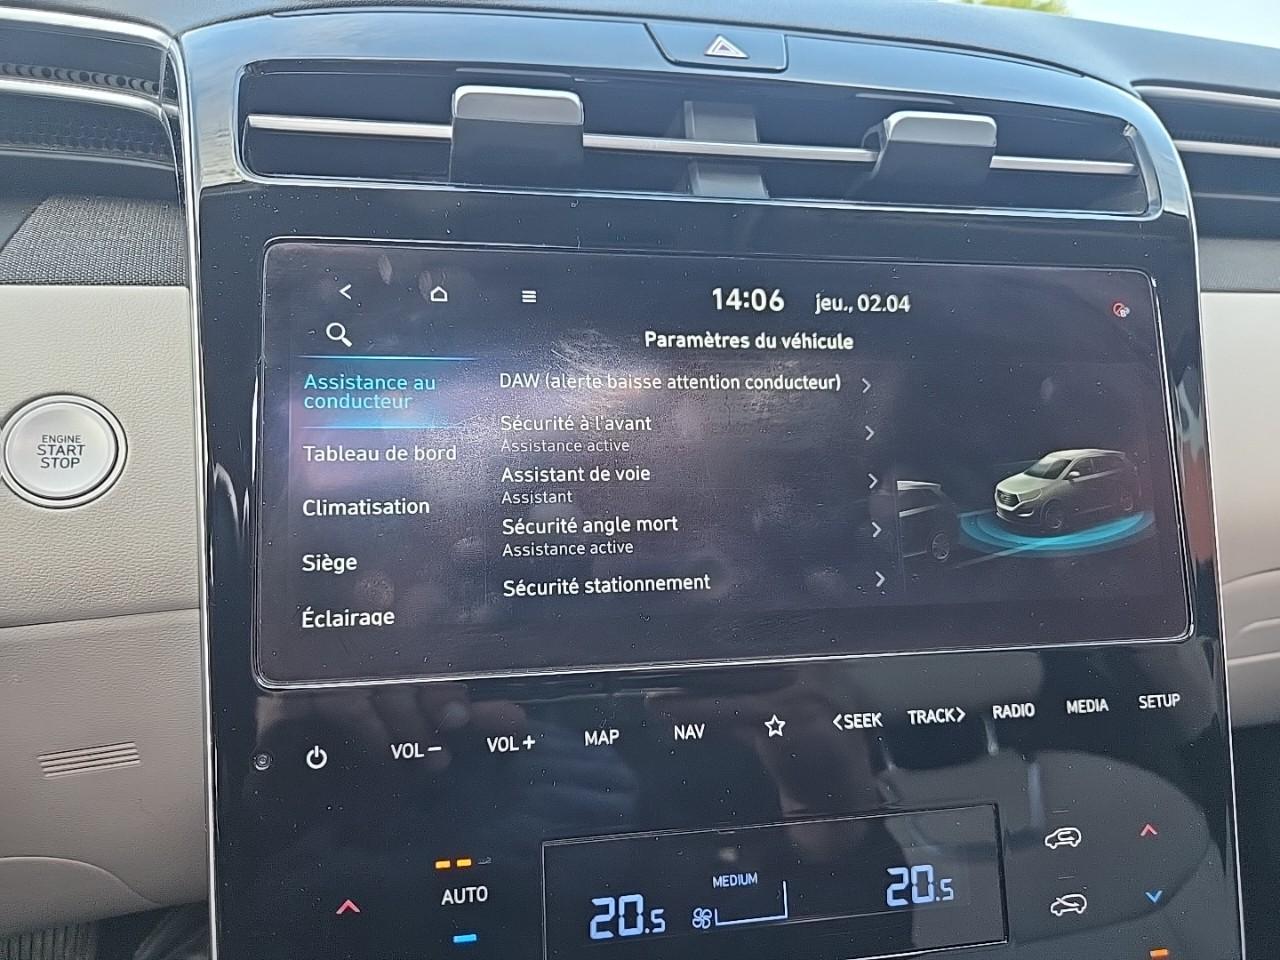 14:06 jeu., 02.04
Paramètres du véhicule
Assistance au
conducteur
Tableau de bord
Climatisation
Siège
Éclairage
DAW (alerte baisse attention conducteur)
Sécurité à l'avant
Assistance active
Assistant de voie
Assistant
Sécurité angle mort
Assistance active
Sécurité stationnement
ENGINE
START
STOP
VOL− VOL+ MAP NAV <SEEK TRACK> RADIO MEDIA SETUP
AUTO
MEDIUM
20.5 20.5